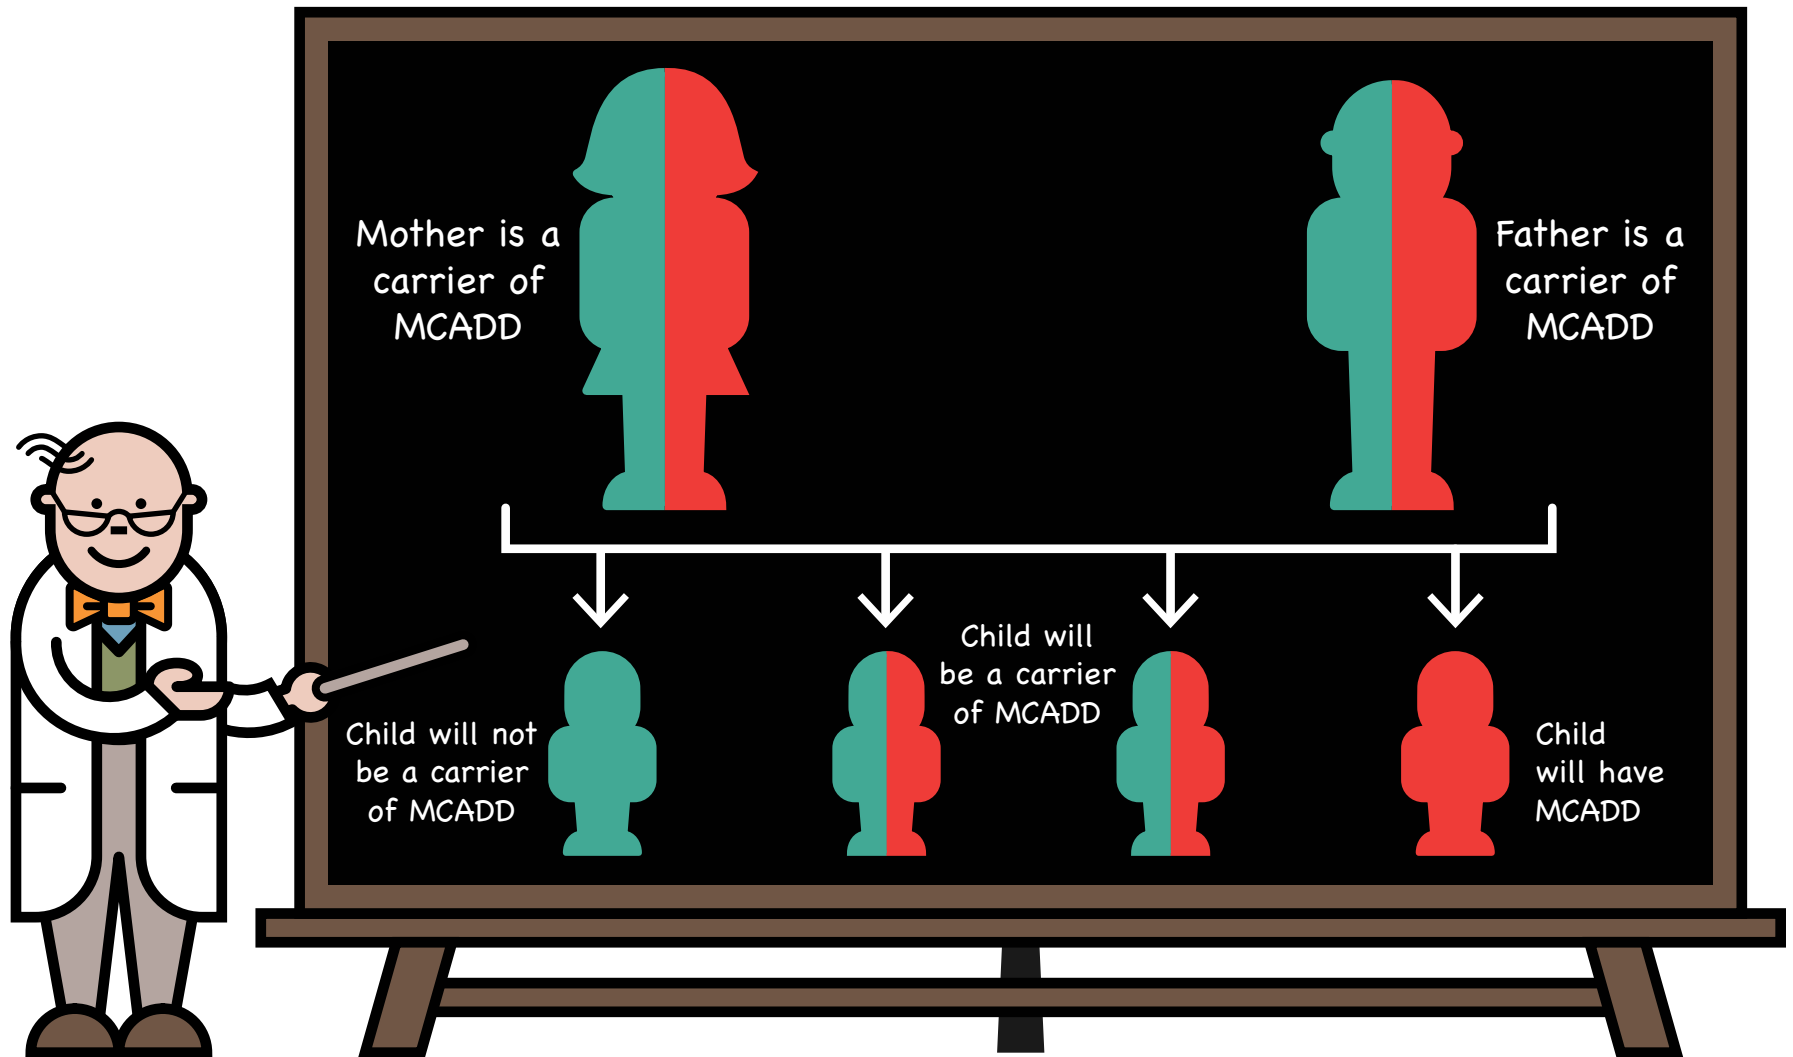 Mother is a
carrier of
MCADD
Father is a
carrier of
MCADD
Child will not
be a carrier
of MCADD
Child will
be a carrier
of MCADD
Child
will have
MCADD